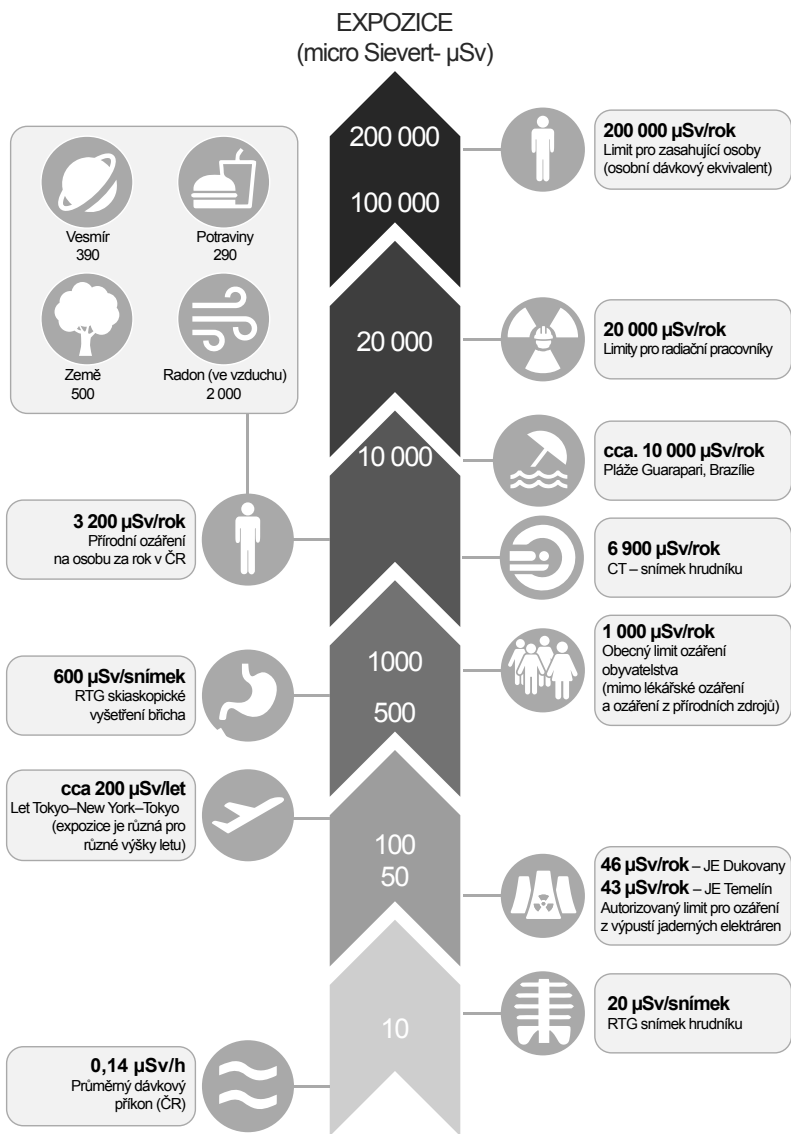 EXPOZICE
(micro Sievert- µSv)
200 000
100 000
20 000
10 000
1000
500
100
50
10
Vesmír
390
Potraviny
290
Země
500
Radon (ve vzduchu)
2 000
3 200 µSv/rok
Přírodní ozáření
na osobu za rok v ČR
600 µSv/snímek
RTG skiaskopické
vyšetření břicha
cca 200 µSv/let
Let Tokyo–New York–Tokyo
(expozice je různá pro
různé výšky letu)
0,14 µSv/h
Průměrný dávkový
příkon (ČR)
200 000 µSv/rok
Limit pro zasahující osoby
(osobní dávkový ekvivalent)
20 000 µSv/rok
Limity pro radiační pracovníky
cca. 10 000 µSv/rok
Pláže Guarapari, Brazílie
6 900 µSv/rok
CT – snímek hrudníku
1 000 µSv/rok
Obecný limit ozáření
obyvatelstva
(mimo lékářské ozáření
a ozáření z přírodních zdrojů)
46 µSv/rok – JE Dukovany
43 µSv/rok – JE Temelín
Autorizovaný limit pro ozáření
z výpustí jaderných elektráren
20 µSv/snímek
RTG snímek hrudníku